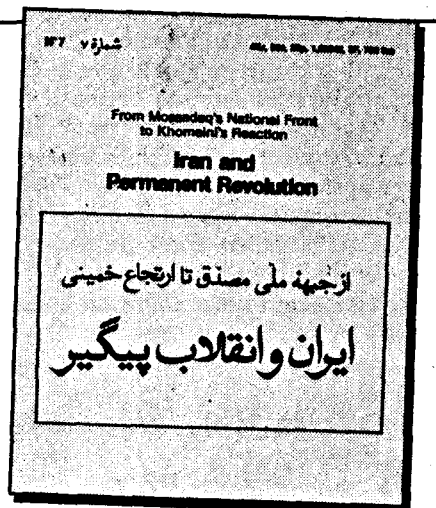 Nº7 شمارهٔ ۷
From Mossadeq's National Front
to Khomeini's Reaction
Iran and
Permanent Revolution
از جبههٔ ملی مصدق تا ارتجاع خمینی
ایران و انقلاب پیگیر